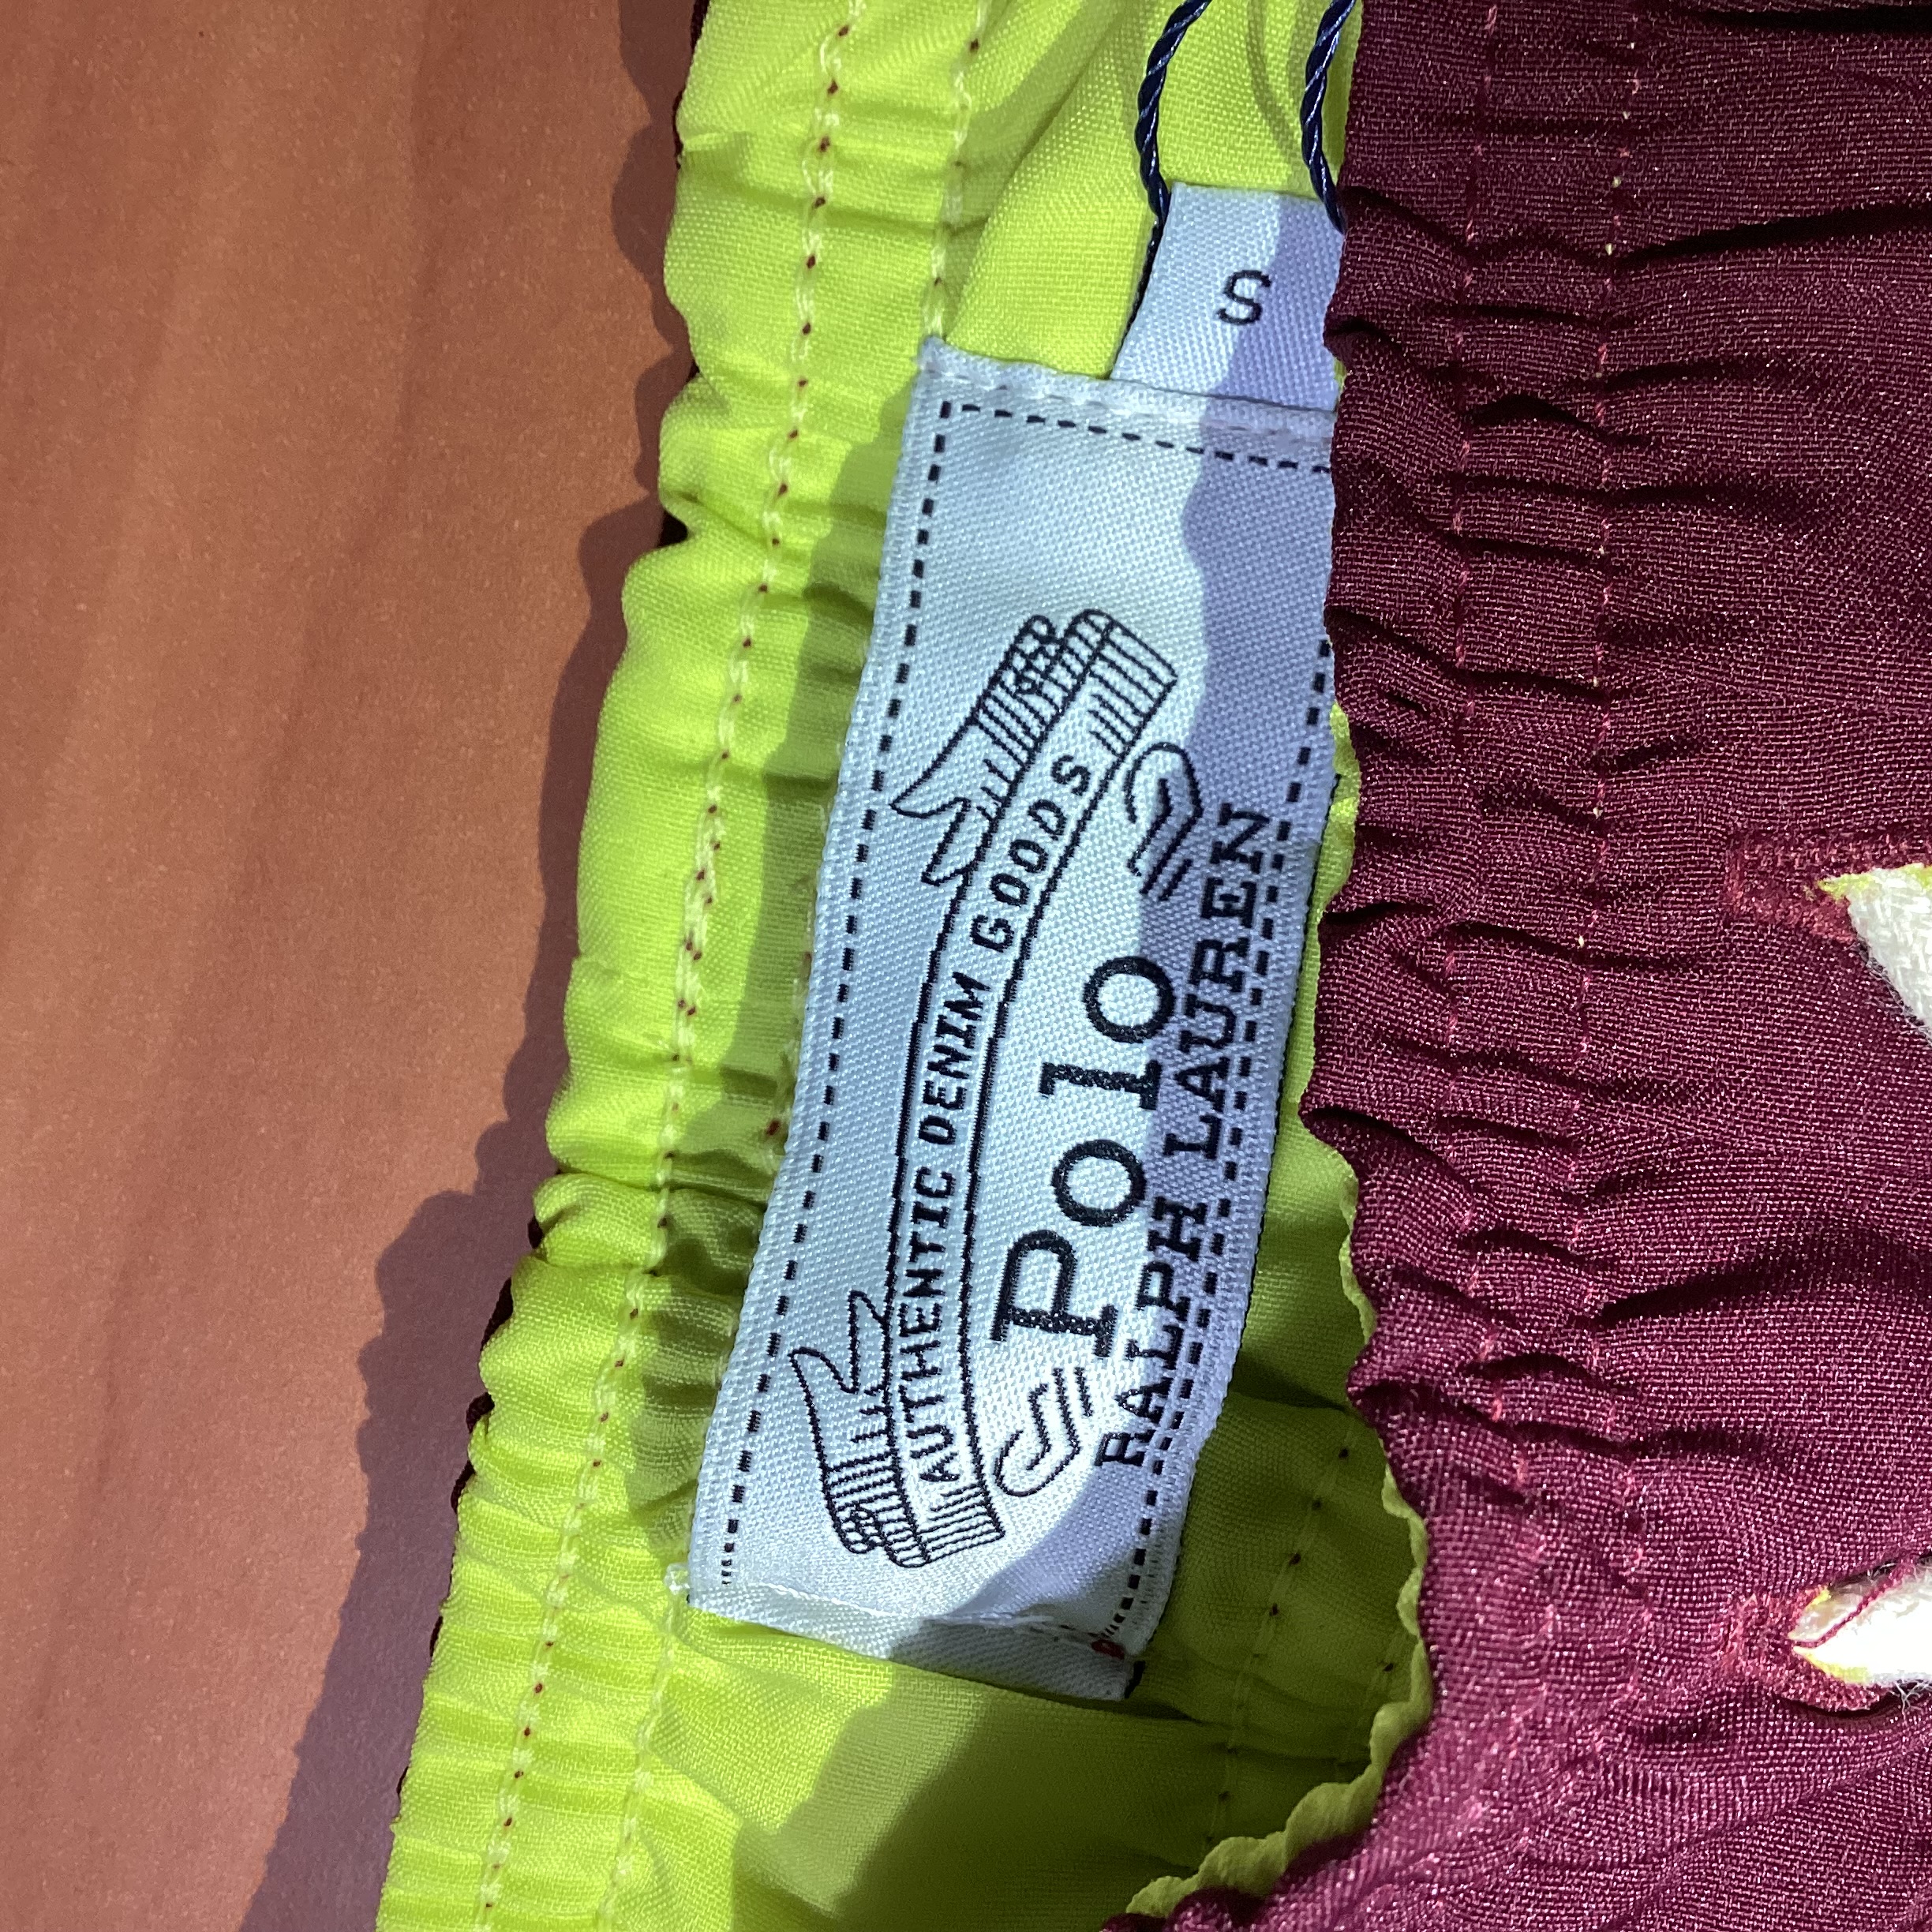 S
AUTHENTIC DENIM GOODS
Polo
RALPH LAUREN